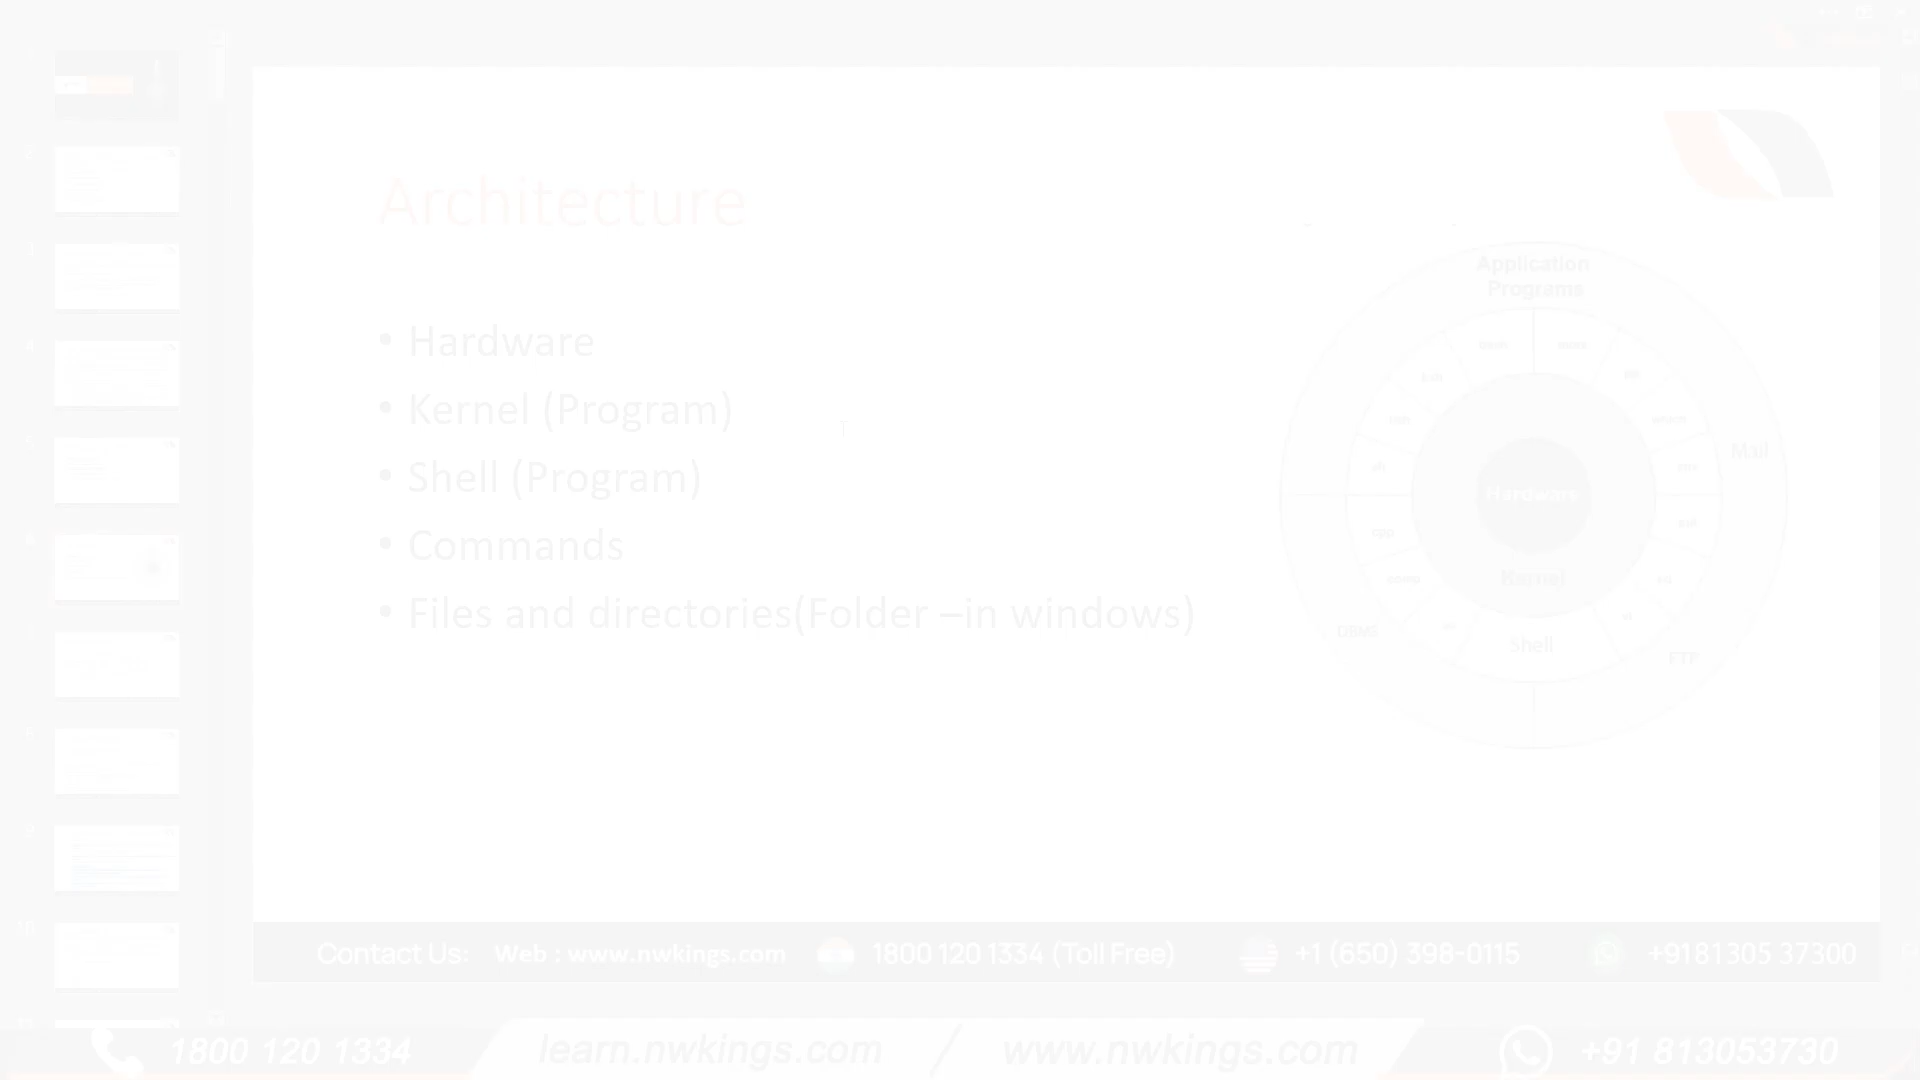 Architecture
• Hardware
• Kernel (Program)
• Shell (Program)
• Commands
• Files and directories(Folder –in windows)
Application
Programs
Mail
sh
Hardware
cpp
Kernel
Shell
DBMS
FTP
Contact Us: Web : www.nwkings.com 1800 120 1334 (Toll Free) +1 (650) 398-0115 +9181305 37300
1800 120 1334 learn.nwkings.com / www.nwkings.com +91 813053730